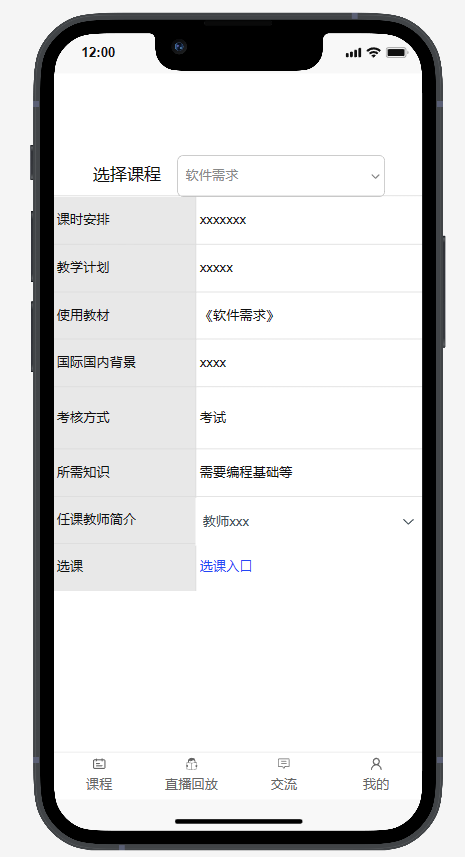 12:00
选择课程 软件需求
课时安排 xxxxxxx
教学计划 xxxxx
使用教材 《软件需求》
国际国内背景 xxxx
考核方式 考试
所需知识 需要编程基础等
任课教师简介 教师xxx
选课 选课入口
课程 直播回放 交流 我的